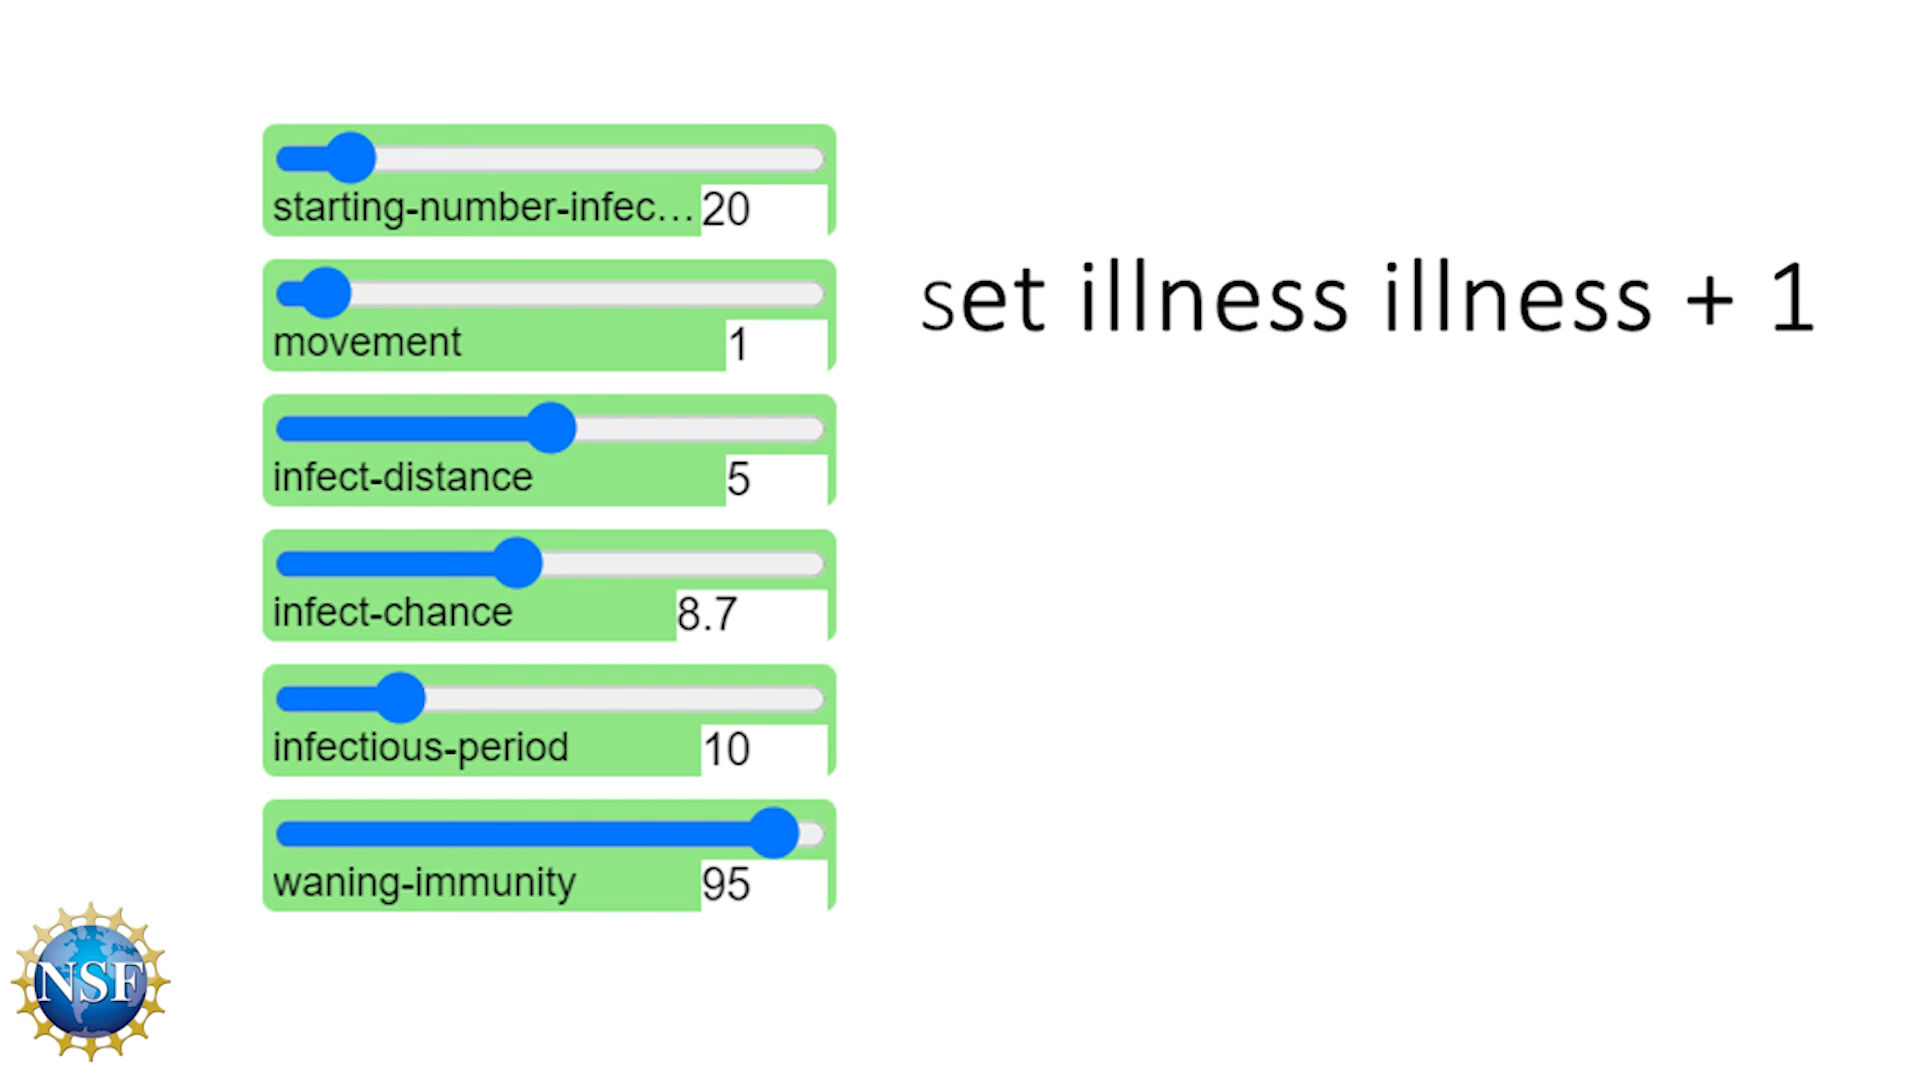 starting-number-infec... 20
set illness illness + 1
movement 1
infect-distance 5
infect-chance 8.7
infectious-period 10
waning-immunity 95
NSF